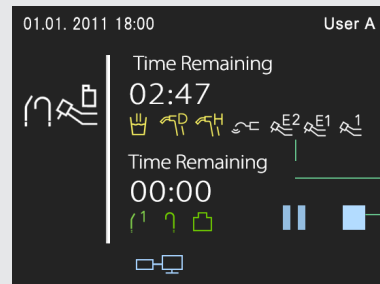 01.01. 2011 18:00 User A
Time Remaining
02:47
D H E2 E1 1
Time Remaining
00:00
1